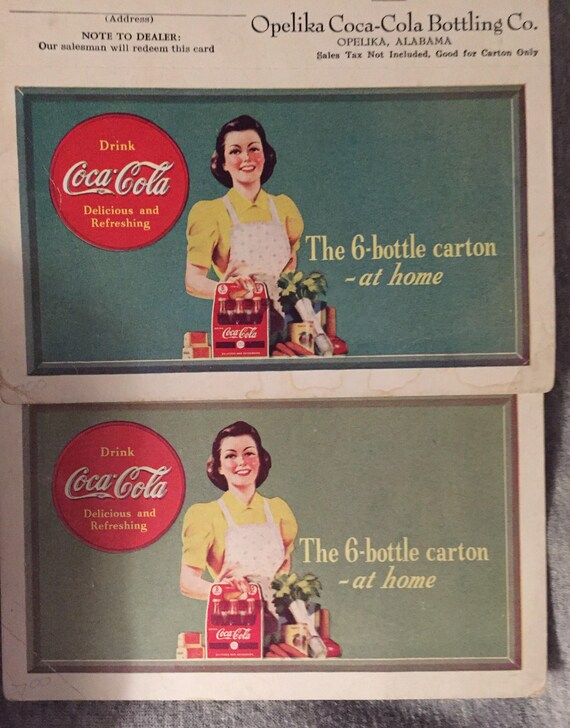 (Address)
NOTE TO DEALER:
Our salesman will redeem this card
Opelika Coca-Cola Bottling Co.
OPELIKA, ALABAMA
Sales Tax Not Included, Good for Carton Only
Drink
Coca-Cola
Delicious and
Refreshing
The 6-bottle carton
- at home
Coca-Cola
Drink
Coca-Cola
Delicious and
Refreshing
The 6-bottle carton
- at home
Coca-Cola